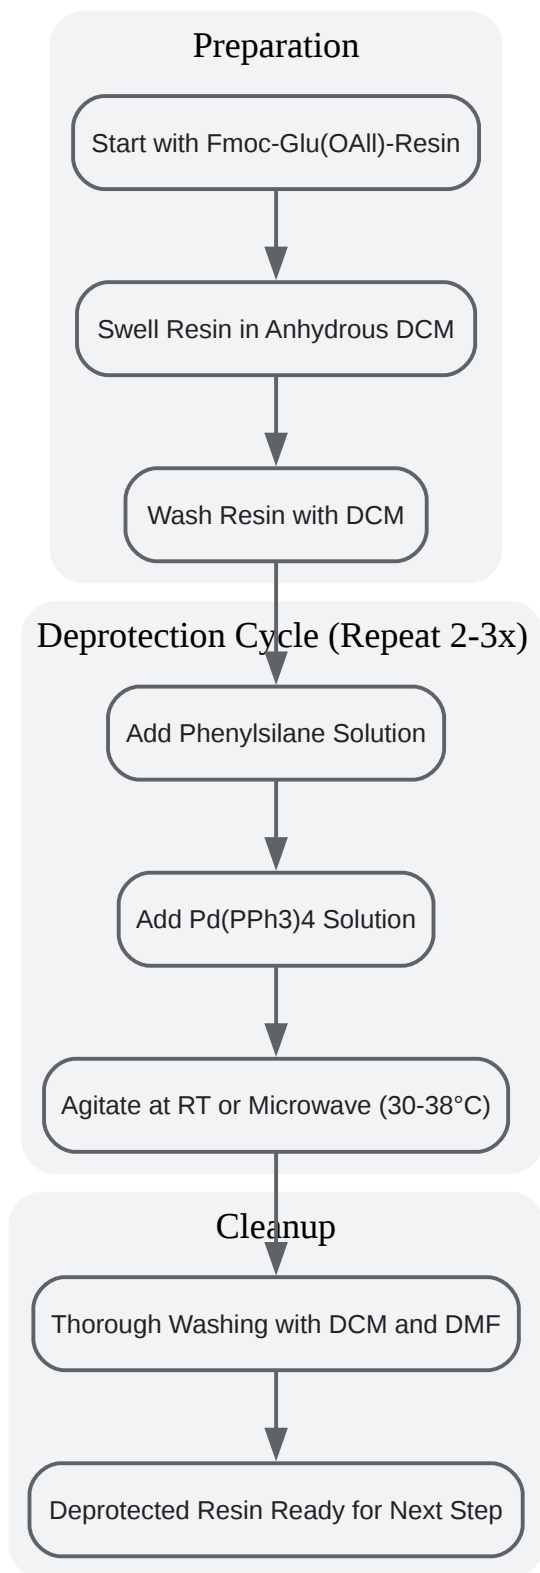 Preparation
Start with Fmoc-Glu(OAll)-Resin
Swell Resin in Anhydrous DCM
Wash Resin with DCM
Deprotection Cycle (Repeat 2-3x)
Add Phenylsilane Solution
Add Pd(PPh3)4 Solution
Agitate at RT or Microwave (30-38°C)
Cleanup
Thorough Washing with DCM and DMF
Deprotected Resin Ready for Next Step